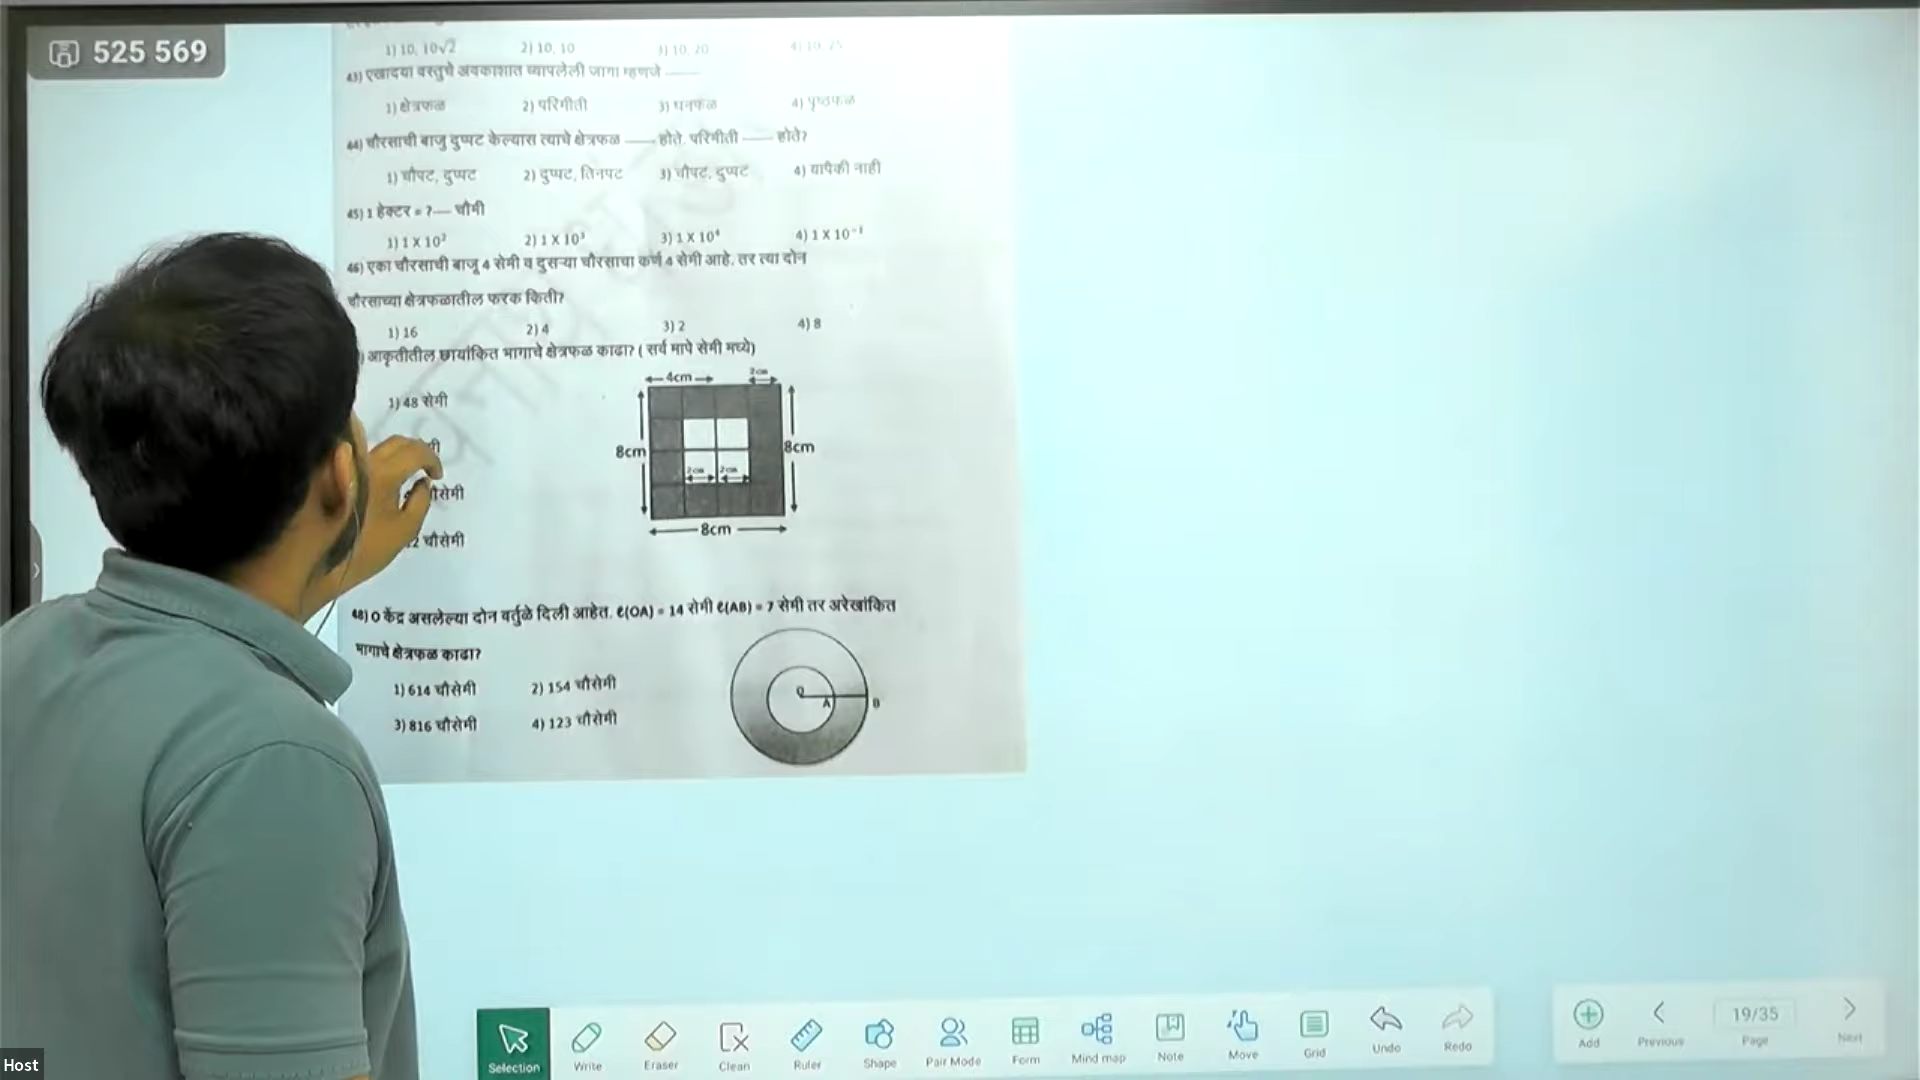 525 569
1) 10, 10√2 2) 10, 10 3) 10, 20 4) 10, 25
43) एखादया वस्तुचे अवकाशात व्यापलेली जागा म्हणजे ——
1) क्षेत्रफळ 2) परिमीती 3) घनफळ 4) पृष्ठफळ
44) चौरसाची बाजु दुप्पट केल्यास त्याचे क्षेत्रफळ —— होते. परिमीती —— होते?
1) चौपट, दुप्पट 2) दुप्पट, तिनपट 3) चौपट, दुप्पट 4) यापैकी नाही
45) 1 हेक्टर = ?— चौमी
1) 1 X 10² 2) 1 X 10³ 3) 1 X 10⁴
46) एका चौरसाची बाजू 4 सेमी व दुसऱ्या चौरसाचा कर्ण 4 सेमी आहे. तर त्या दोन
चौरसाच्या क्षेत्रफळातील फरक किती?
1) 16 2) 4 3) 2 4) 8
) आकृतीतील छायांकित भागाचे क्षेत्रफळ काढा? ( सर्व मापे सेमी मध्ये)
4cm 2cm
1) 48 सेमी
8cm 8cm
2cm 2cm
चौसेमी
8cm
48) O केंद्र असलेल्या दोन वर्तुळे दिली आहेत. ℓ(OA) = 14 सेमी ℓ(AB) = 7 सेमी तर अरेखांकित
भागाचे क्षेत्रफळ काढा?
1) 614 चौसेमी 2) 154 चौसेमी
O A B
3) 816 चौसेमी 4) 123 चौसेमी
Selection Write Eraser Clean Ruler Shape Pair Mode Form Mind map Note Move Grid Undo Redo
Add Previous 19/35 Page Next
Host